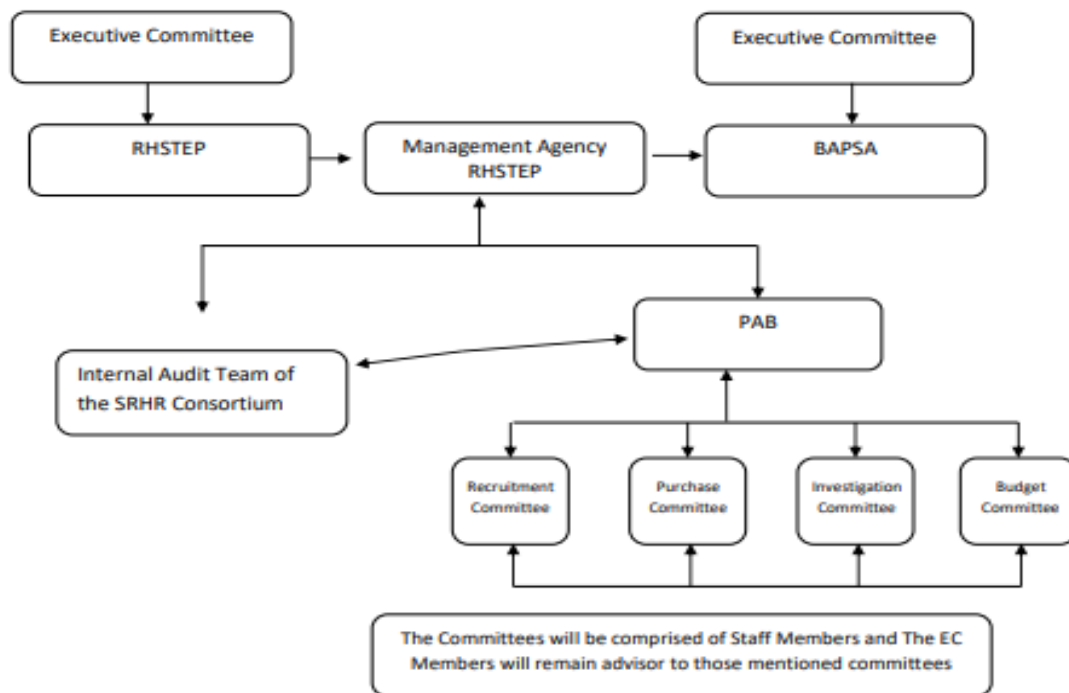 Executive Committee
Executive Committee
RHSTEP
Management Agency
RHSTEP
BAPSA
PAB
Internal Audit Team of
the SRHR Consortium
Recruitment
Committee
Purchase
Committee
Investigation
Committee
Budget
Committee
The Committees will be comprised of Staff Members and The EC
Members will remain advisor to those mentioned committees